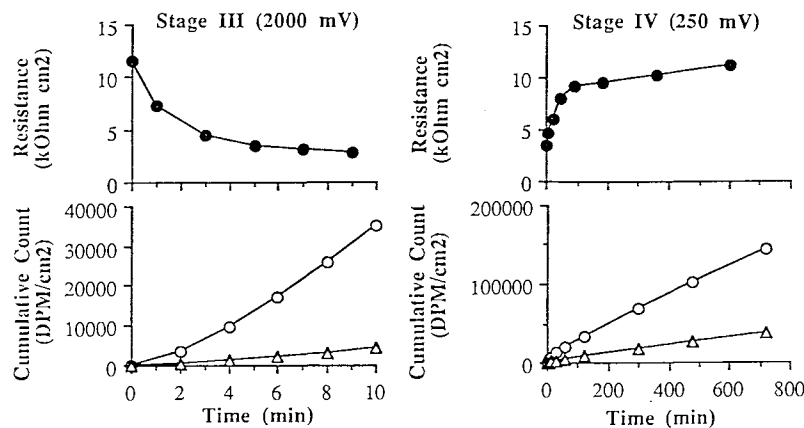 Stage III (2000 mV)
Resistance
(kOhm cm2)
15
10
5
0
Cumulative Count
(DPM/cm2)
40000
30000
20000
10000
0
0 2 4 6 8 10
Time (min)
Stage IV (250 mV)
Resistance
(kOhm cm2)
15
10
5
0
Cumulative Count
(DPM/cm2)
200000
100000
0
0 200 400 600 800
Time (min)